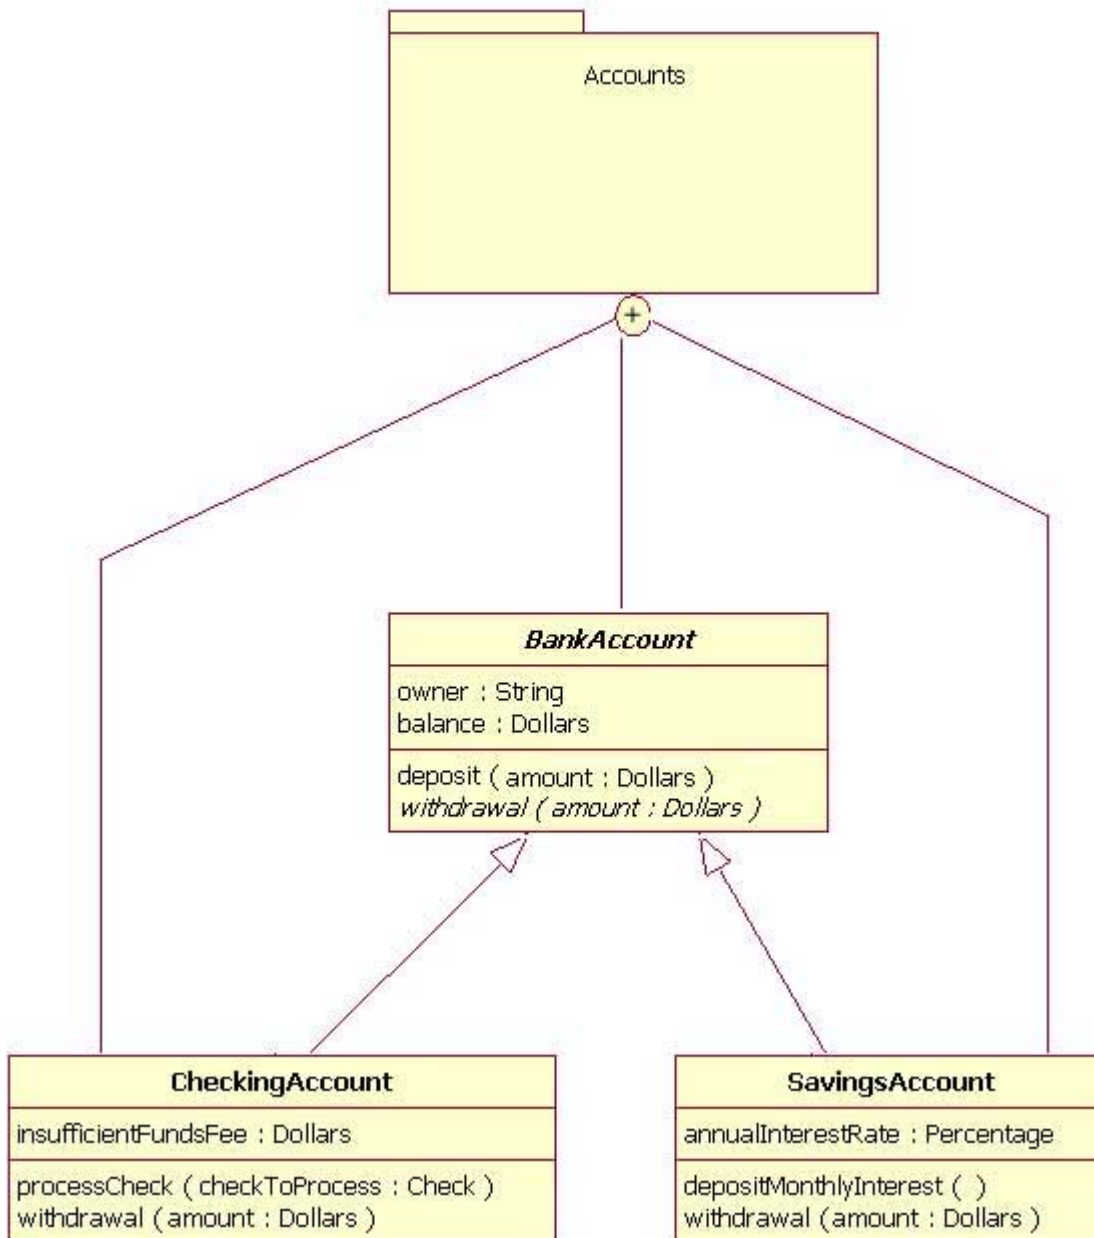 Accounts
+
BankAccount
owner : String
balance : Dollars
deposit ( amount : Dollars )
withdrawal ( amount : Dollars )
CheckingAccount
insufficientFundsFee : Dollars
processCheck ( checkToProcess : Check )
withdrawal ( amount : Dollars )
SavingsAccount
annualInterestRate : Percentage
depositMonthlyInterest ( )
withdrawal ( amount : Dollars )